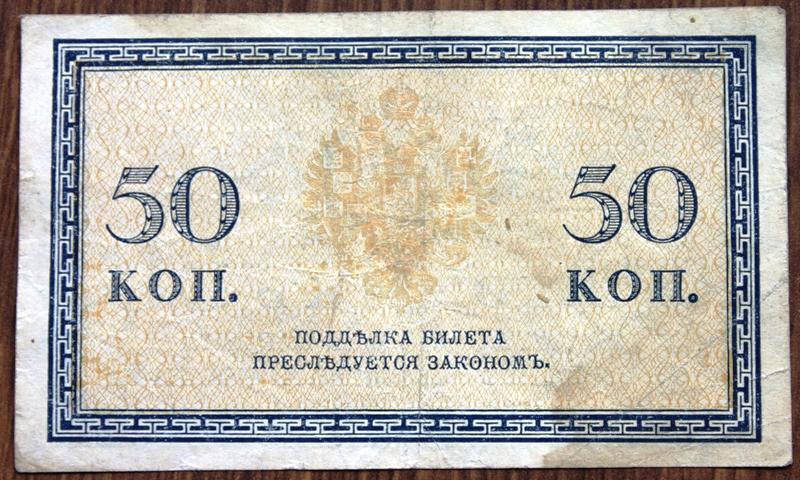 50 50
КОП. КОП.
ПОДДѢЛКА БИЛЕТА
ПРЕСЛѢДУЕТСЯ ЗАКОНОМЪ.